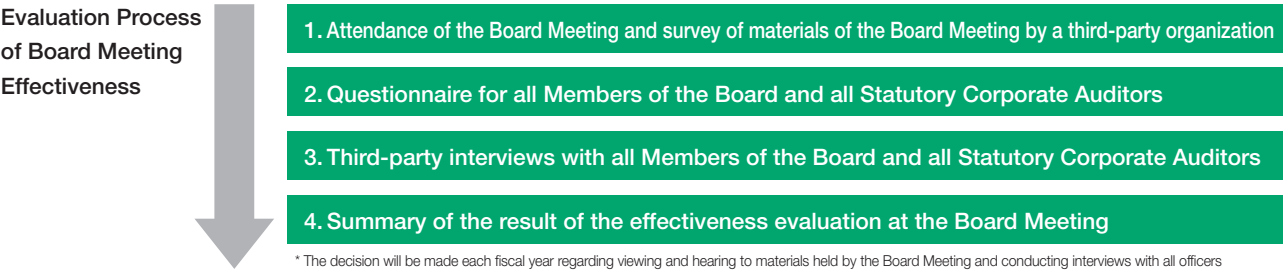 Evaluation Process
of Board Meeting
Effectiveness
1. Attendance of the Board Meeting and survey of materials of the Board Meeting by a third-party organization
2. Questionnaire for all Members of the Board and all Statutory Corporate Auditors
3. Third-party interviews with all Members of the Board and all Statutory Corporate Auditors
4. Summary of the result of the effectiveness evaluation at the Board Meeting
* The decision will be made each fiscal year regarding viewing and hearing to materials held by the Board Meeting and conducting interviews with all officers